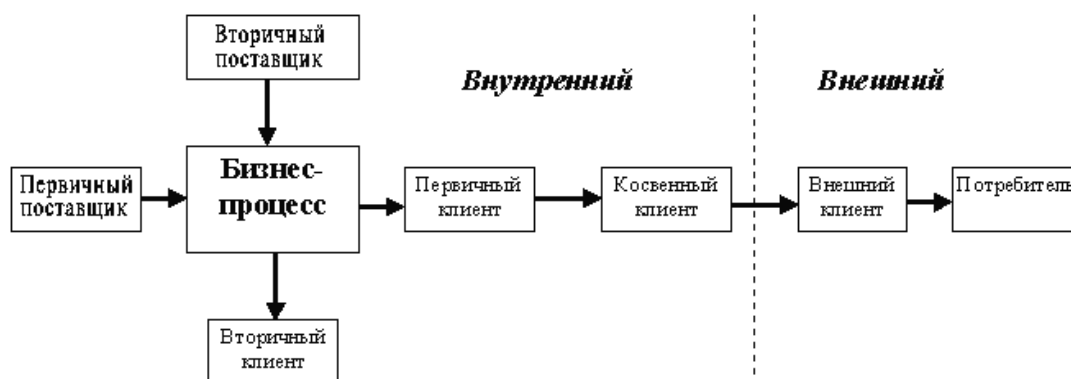 Вторичный
поставщик
Внутренний
Внешний
Первичный
поставщик
Бизнес-
процесс
Первичный
клиент
Косвенный
клиент
Внешний
клиент
Потребитель
Вторичный
клиент